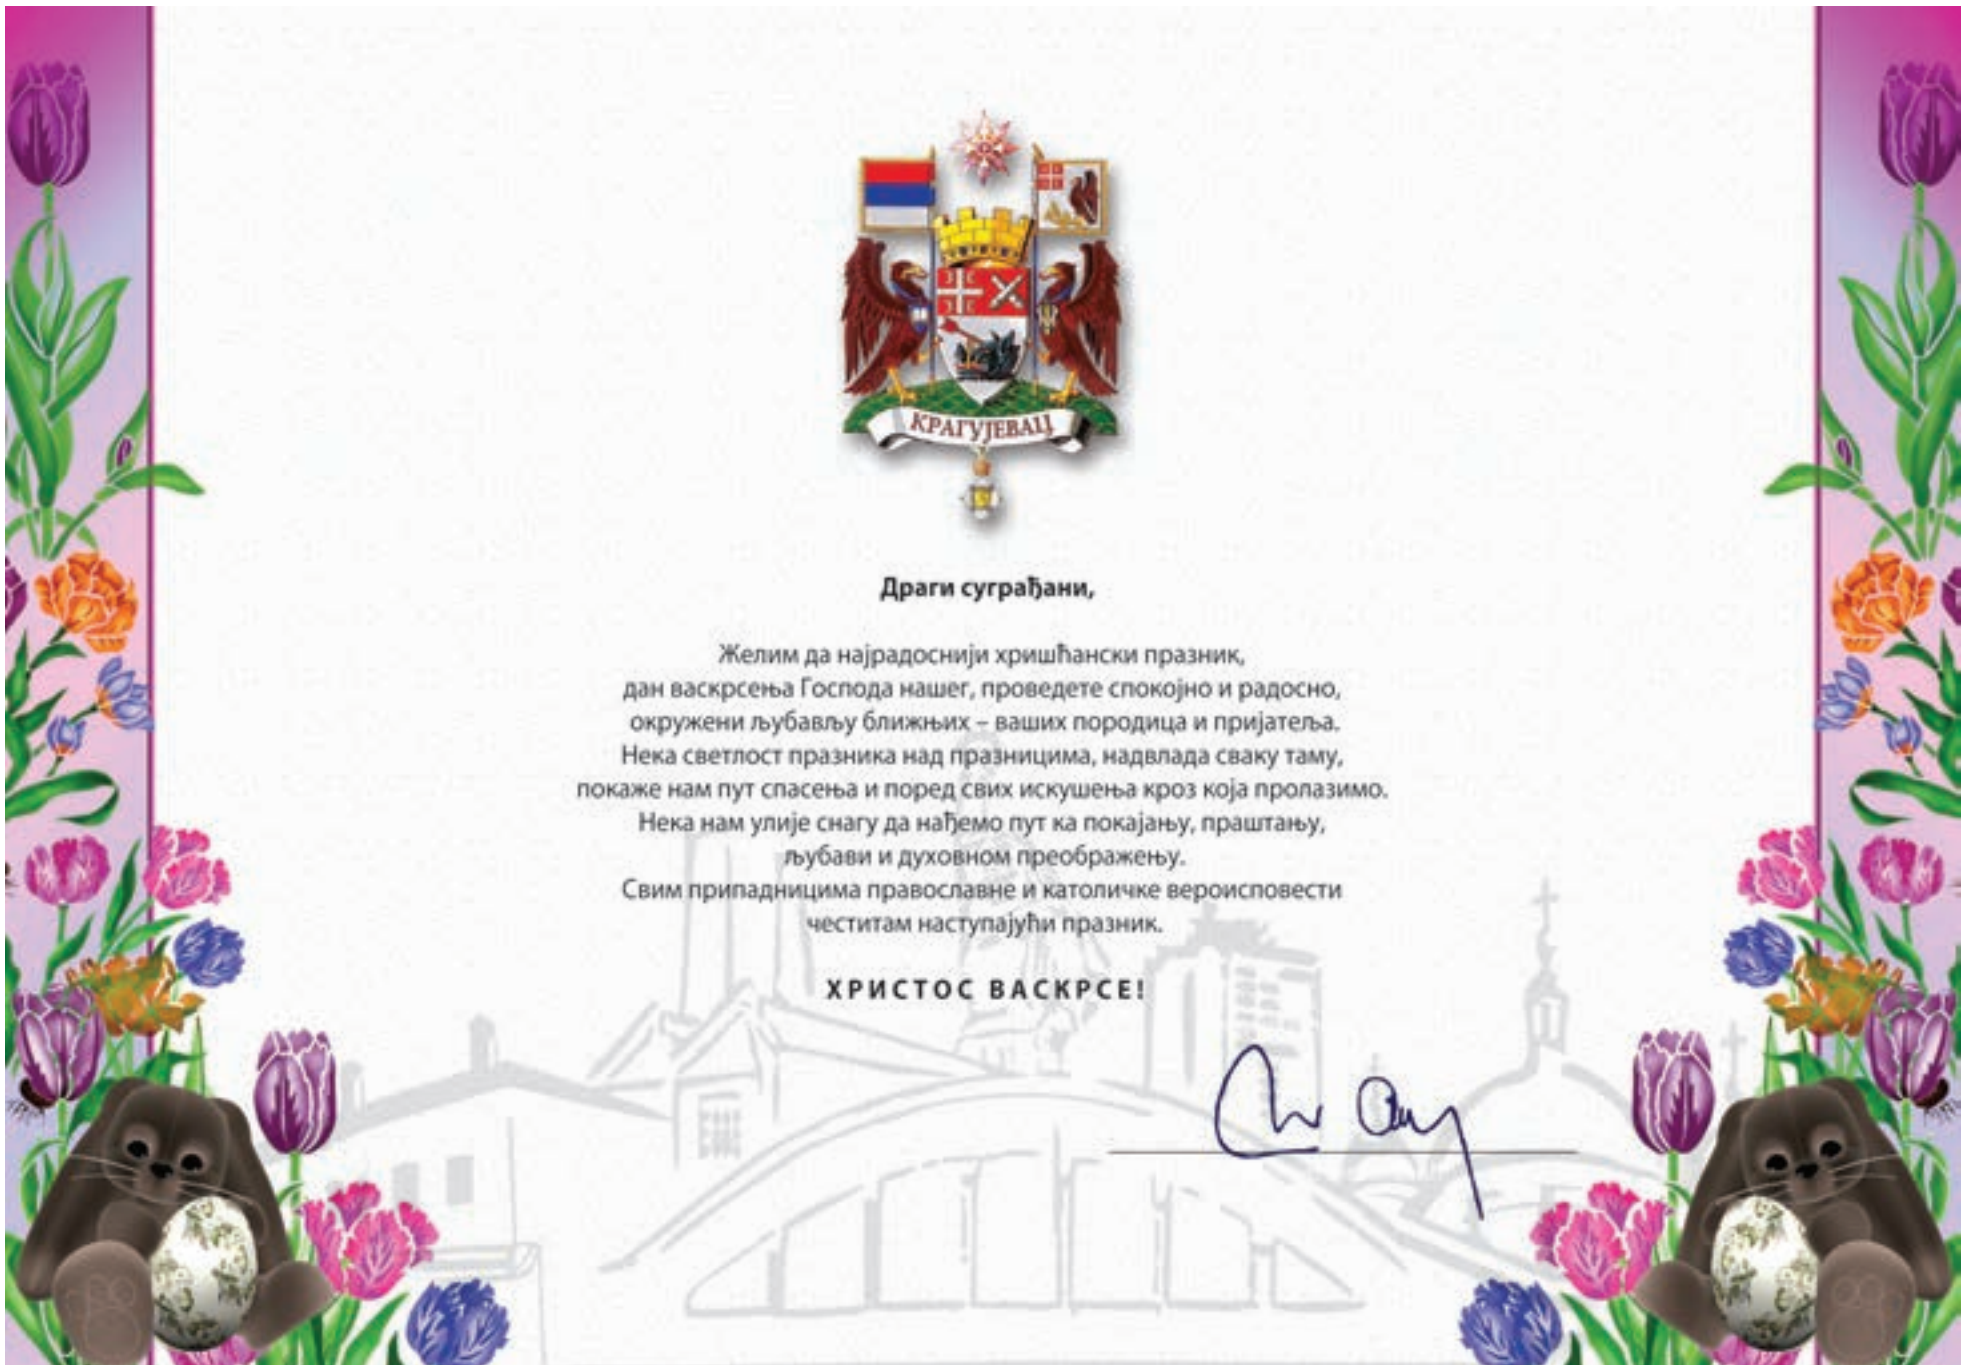 КРАГУЈЕВАЦ
Драги суграђани,
Желим да најрадоснији хришћански празник,
дан васкрсења Господа нашег, проведете спокојно и радосно,
окружени љубављу ближњих – ваших породица и пријатеља.
Нека светлост празника над празницима, надвлада сваку таму,
покаже нам пут спасења и поред свих искушења кроз која пролазимо.
Нека нам улије снагу да нађемо пут ка покајању, праштању,
љубави и духовном преображењу.
Свим припадницима православне и католичке вероисповести
честитам наступајући празник.
ХРИСТОС ВАСКРСЕ!